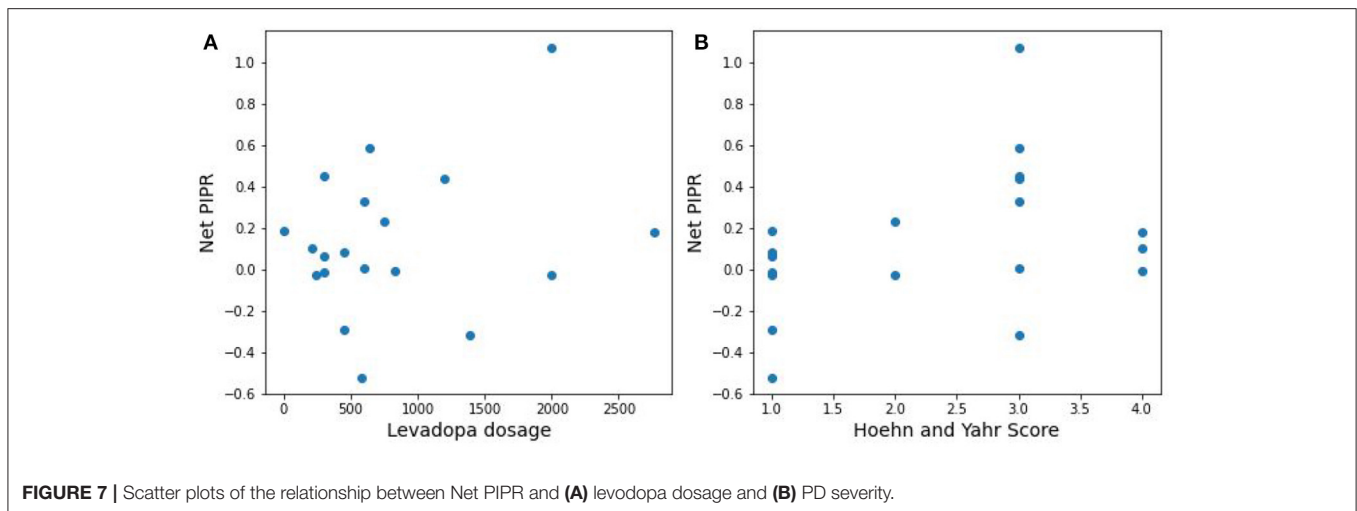 A
Net PIPR
1.0
0.8
0.6
0.4
0.2
0.0
−0.2
−0.4
−0.6
0 500 1000 1500 2000 2500
Levadopa dosage
B
Net PIPR
1.0
0.8
0.6
0.4
0.2
0.0
−0.2
−0.4
−0.6
1.0 1.5 2.0 2.5 3.0 3.5 4.0
Hoehn and Yahr Score
FIGURE 7 | Scatter plots of the relationship between Net PIPR and (A) levodopa dosage and (B) PD severity.